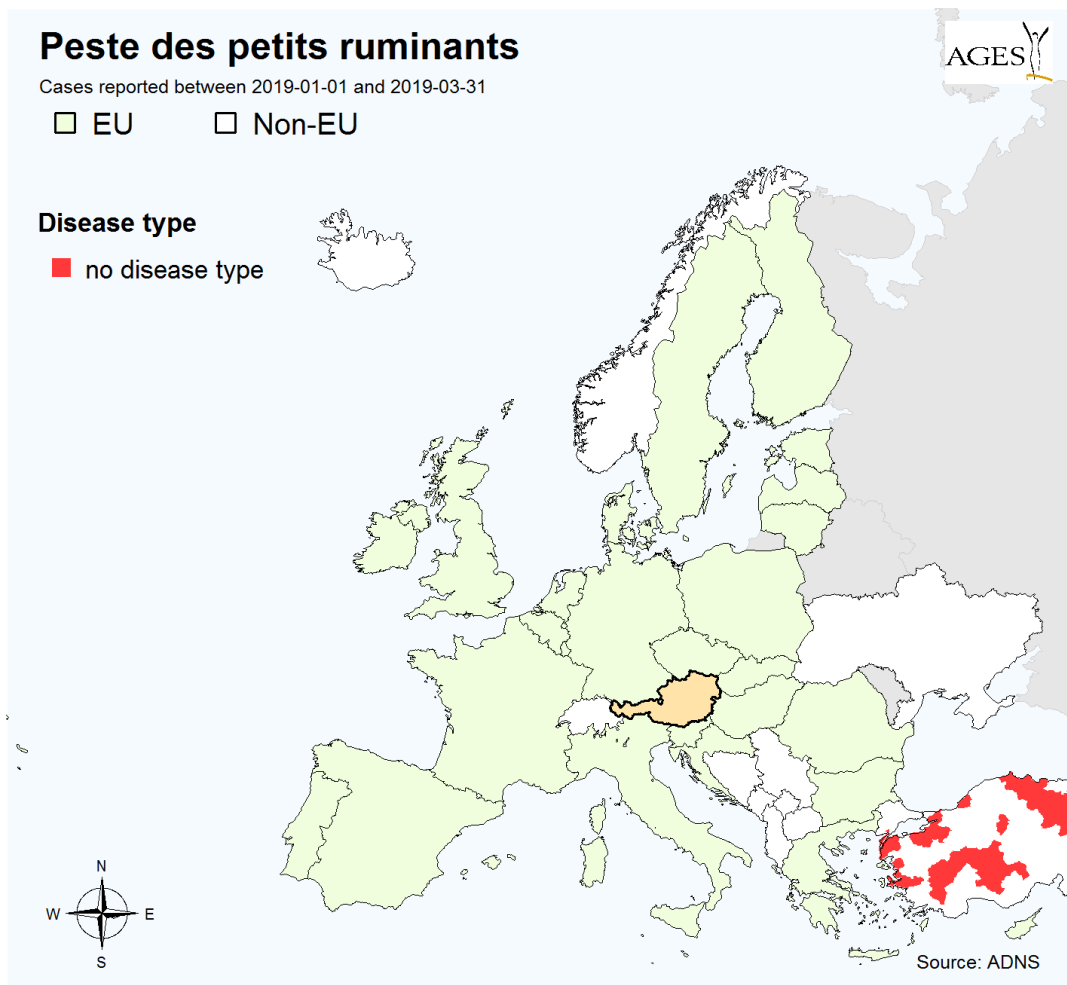 Peste des petits ruminants
Cases reported between 2019-01-01 and 2019-03-31
EU Non-EU
AGES
Disease type
no disease type
N
W E
S
Source: ADNS